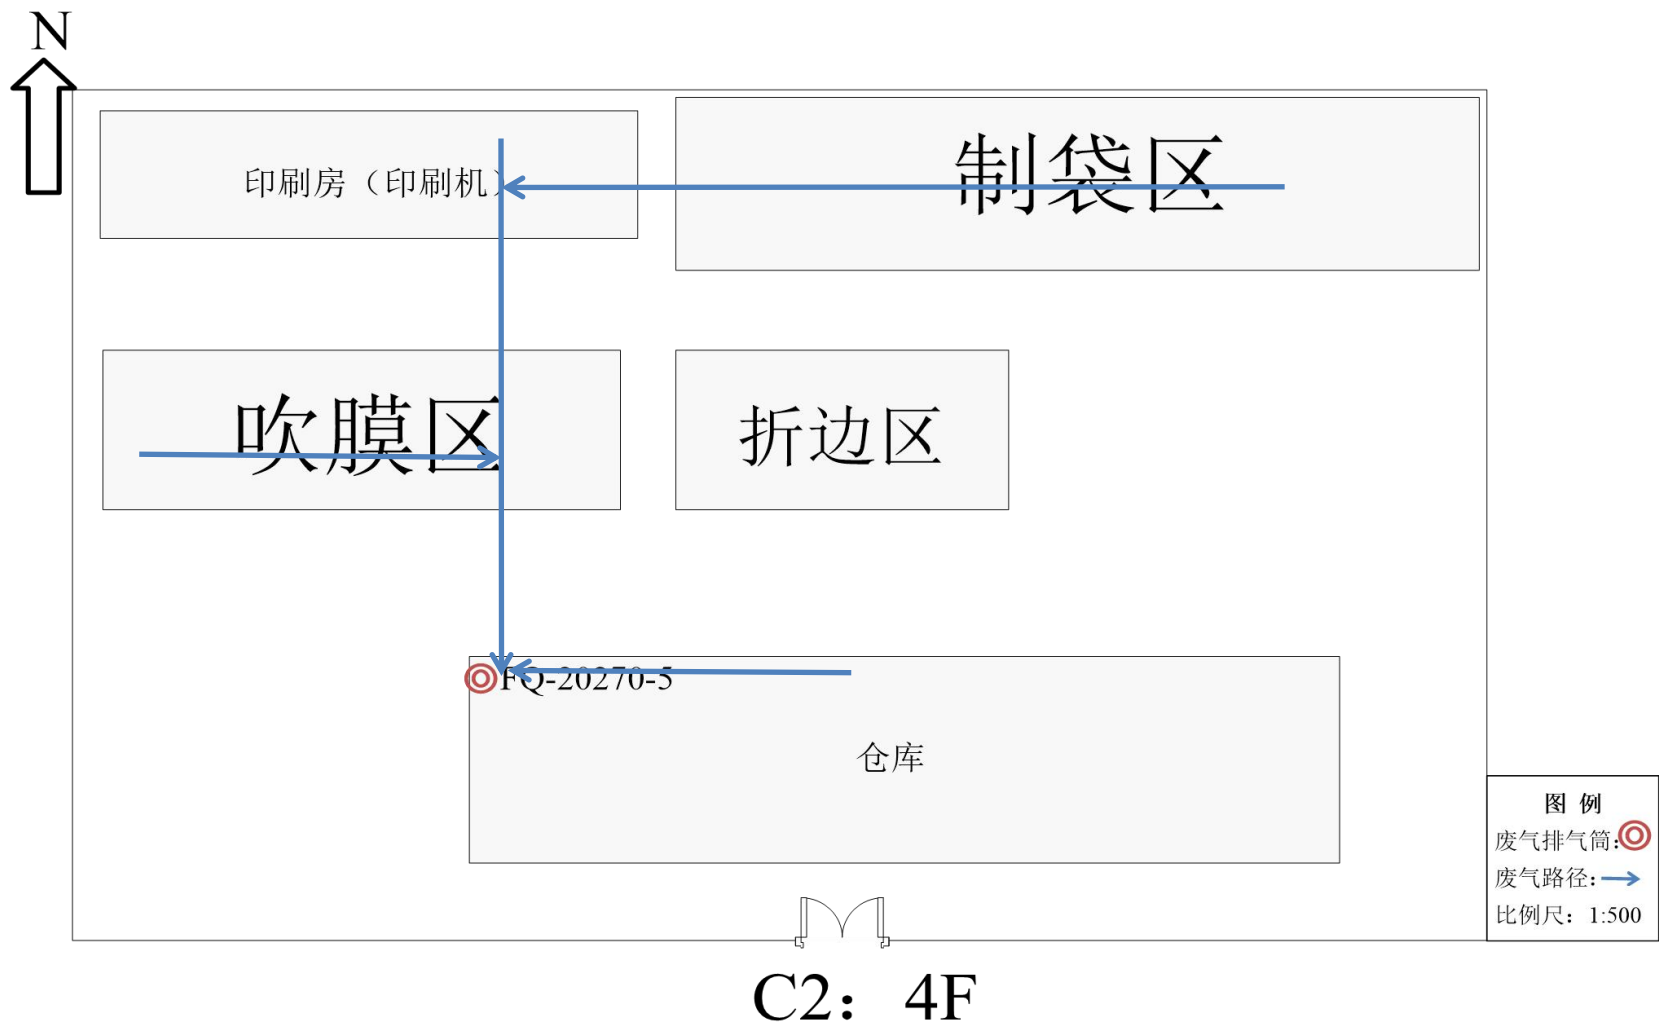 N
印刷房（印刷机）
制袋区
吹膜区
折边区
FQ-20270-5
仓库
图 例
废气排气筒:
废气路径:
比例尺：1:500
C2：4F